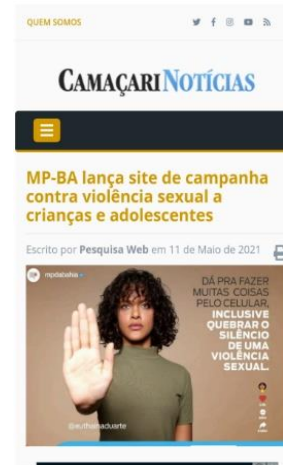 QUEM SOMOS
CAMAÇARI NOTÍCIAS
MP-BA lança site de campanha
contra violência sexual a
crianças e adolescentes
Escrito por Pesquisa Web em 11 de Maio de 2021
mpdabahia
DÁ PRA FAZER
MUITAS COISAS
PELO CELULAR,
INCLUSIVE
QUEBRAR O
SILÊNCIO
DE UMA
VIOLÊNCIA
SEXUAL.